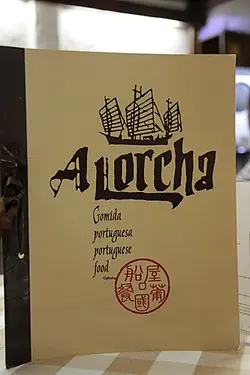 A Lorcha
Comida
portuguesa
portuguese
food
船屋
葡國餐